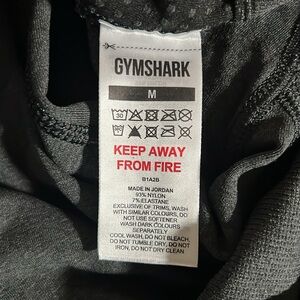 GYMSHARK
M
30
KEEP AWAY
FROM FIRE
B1A2B
MADE IN JORDAN
93% NYLON
7% ELASTANE
EXCLUSIVE OF TRIMS, WASH
WITH SIMILAR COLOURS, DO
NOT USE SOFTENER
WASH DARK COLOURS
SEPARATELY
COOL WASH, DO NOT BLEACH,
DO NOT TUMBLE DRY, DO NOT
IRON, DO NOT DRY CLEAN